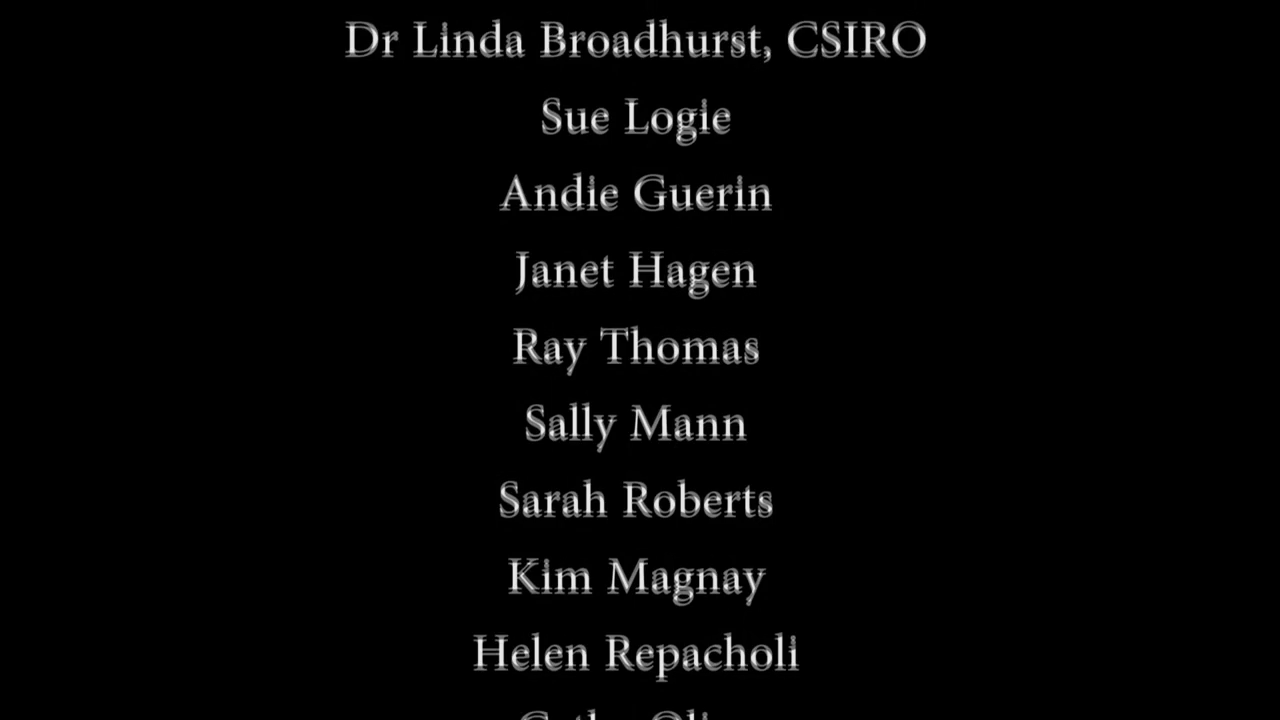 Dr Linda Broadhurst, CSIRO
Sue Logie
Andie Guerin
Janet Hagen
Ray Thomas
Sally Mann
Sarah Roberts
Kim Magnay
Helen Repacholi